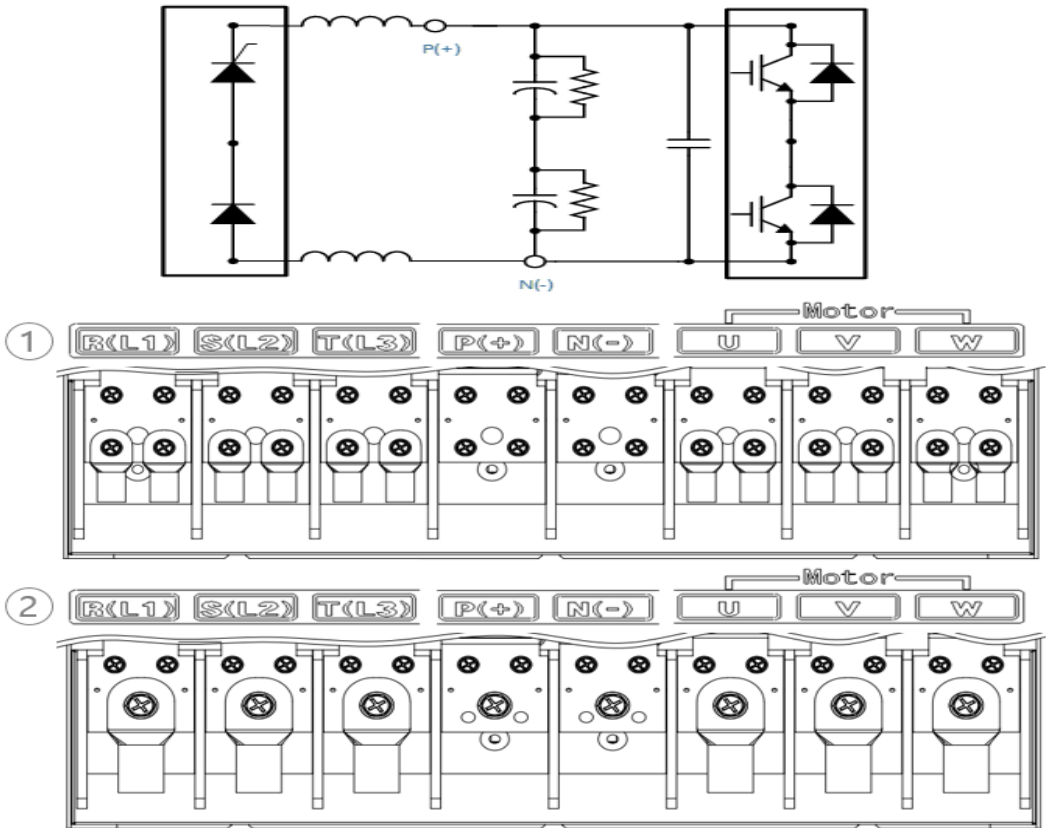 P(+)
N(-)
Motor
1 R(L1) S(L2) T(L3) P(+) N(-) U V W
Motor
2 R(L1) S(L2) T(L3) P(+) N(-) U V W